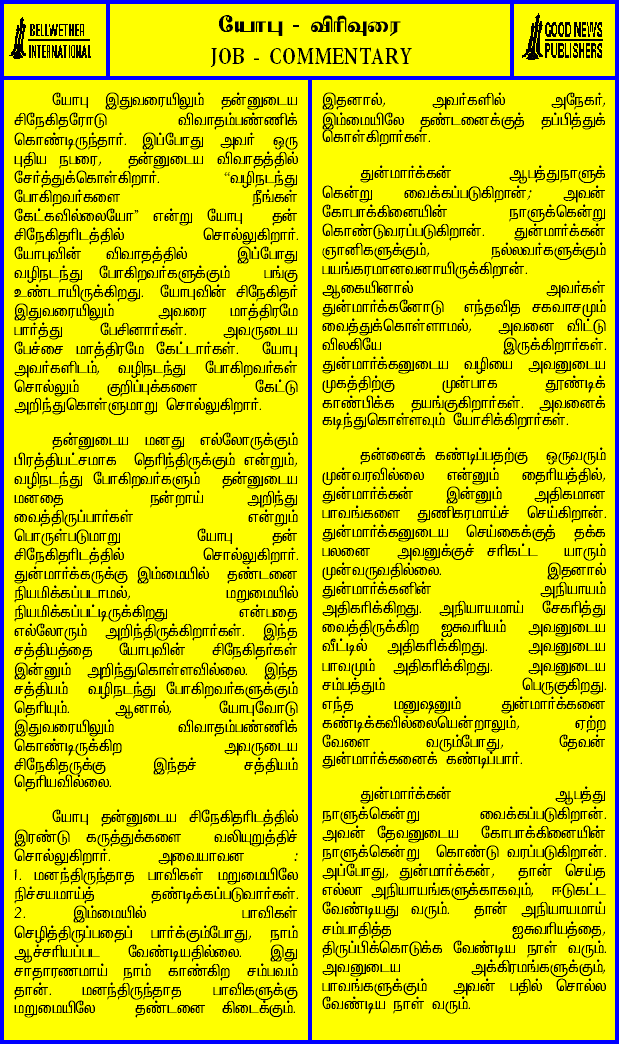 BELLWETHER
INTERNATIONAL
யோபு - விரிவுரை
JOB - COMMENTARY
GOOD NEWS
PUBLISHERS
யோபு இதுவரையிலும் தன்னுடைய
சிநேகிதரோடு விவாதம்பண்ணிக்
கொண்டிருந்தார். இப்போது அவர் ஒரு
புதிய நபரை, தன்னுடைய விவாதத்தில்
சேர்த்துக்கொள்கிறார். “வழிநடந்து
போகிறவர்களை நீங்கள்
கேட்கவில்லையோ” என்று யோபு தன்
சிநேகிதரிடத்தில் சொல்லுகிறார்.
யோபுவின் விவாதத்தில் இப்போது
வழிநடந்து போகிறவர்களுக்கும் பங்கு
உண்டாயிருக்கிறது. யோபுவின் சிநேகிதர்
இதுவரையிலும் அவரை மாத்திரமே
பார்த்து பேசினார்கள். அவருடைய
பேச்சை மாத்திரமே கேட்டார்கள். யோபு
அவர்களிடம், வழிநடந்து போகிறவர்கள்
சொல்லும் குறிப்புக்களை கேட்டு
அறிந்துகொள்ளுமாறு சொல்லுகிறார்.
தன்னுடைய மனது எல்லோருக்கும்
பிரத்தியட்சமாக தெரிந்திருக்கும் என்றும்,
வழிநடந்து போகிறவர்களும் தன்னுடைய
மனதை நன்றாய் அறிந்து
வைத்திருப்பார்கள் என்றும்
பொருள்படுமாறு யோபு தன்
சிநேகிதரிடத்தில் சொல்லுகிறார்.
துன்மார்க்கருக்கு இம்மையில் தண்டனை
நியமிக்கப்படாமல், மறுமையில்
நியமிக்கப்பட்டிருக்கிறது என்பதை
எல்லோரும் அறிந்திருக்கிறார்கள். இந்த
சத்தியத்தை யோபுவின் சிநேகிதர்கள்
இன்னும் அறிந்துகொள்ளவில்லை. இந்த
சத்தியம் வழிநடந்து போகிறவர்களுக்கும்
தெரியும். ஆனால், யோபுவோடு
இதுவரையிலும் விவாதம்பண்ணிக்
கொண்டிருக்கிற அவருடைய
சிநேகிதருக்கு இந்தச் சத்தியம்
தெரியவில்லை.
யோபு தன்னுடைய சிநேகிதரிடத்தில்
இரண்டு கருத்துக்களை வலியுறுத்திச்
சொல்லுகிறார். அவையாவன :
1. மனந்திருந்தாத பாவிகள் மறுமையிலே
நிச்சயமாய்த் தண்டிக்கப்படுவார்கள்.
2. இம்மையில் பாவிகள்
செழித்திருப்பதைப் பார்க்கும்போது, நாம்
ஆச்சரியப்பட வேண்டியதில்லை. இது
சாதாரணமாய் நாம் காண்கிற சம்பவம்
தான். மனந்திருந்தாத பாவிகளுக்கு
மறுமையிலே தண்டனை கிடைக்கும்.
இதனால், அவர்களில் அநேகர்,
இம்மையிலே தண்டனைக்குத் தப்பித்துக்
கொள்கிறார்கள்.
துன்மார்க்கன் ஆபத்துநாளுக்
கென்று வைக்கப்படுகிறான்; அவன்
கோபாக்கினையின் நாளுக்கென்று
கொண்டுவரப்படுகிறான். துன்மார்க்கன்
ஞானிகளுக்கும், நல்லவர்களுக்கும்
பயங்கரமானவனாயிருக்கிறான்.
ஆகையினால் அவர்கள்
துன்மார்க்கனோடு எந்தவித சகவாசமும்
வைத்துக்கொள்ளாமல், அவனை விட்டு
விலகியே இருக்கிறார்கள்.
துன்மார்க்கனுடைய வழியை அவனுடைய
முகத்திற்கு முன்பாக தூண்டிக்
காண்பிக்க தயங்குகிறார்கள். அவனைக்
கடிந்துகொள்ளவும் யோசிக்கிறார்கள்.
தன்னைக் கண்டிப்பதற்கு ஒருவரும்
முன்வரவில்லை என்னும் தைரியத்தில்,
துன்மார்க்கன் இன்னும் அதிகமான
பாவங்களை துணிகரமாய்ச் செய்கிறான்.
துன்மார்க்கனுடைய செய்கைக்குத் தக்க
பலனை அவனுக்குச் சரிகட்ட யாரும்
முன்வருவதில்லை. இதனால்
துன்மார்க்கனின் அநியாயம்
அதிகரிக்கிறது. அநியாயமாய் சேகரித்து
வைத்திருக்கிற ஐசுவரியம் அவனுடைய
வீட்டில் அதிகரிக்கிறது. அவனுடைய
பாவமும் அதிகரிக்கிறது. அவனுடைய
சம்பத்தும் பெருகுகிறது.
எந்த மனுஷனும் துன்மார்க்கனை
கண்டிக்கவில்லையென்றாலும், ஏற்ற
வேளை வரும்போது, தேவன்
துன்மார்க்கனைக் கண்டிப்பார்.
துன்மார்க்கன் ஆபத்து
நாளுக்கென்று வைக்கப்படுகிறான்.
அவன் தேவனுடைய கோபாக்கினையின்
நாளுக்கென்று கொண்டு வரப்படுகிறான்.
அப்போது, துன்மார்க்கன், தான் செய்த
எல்லா அநியாயங்களுக்காகவும், ஈடுகட்ட
வேண்டியது வரும். தான் அநியாயமாய்
சம்பாதித்த ஐசுவரியத்தை,
திருப்பிக்கொடுக்க வேண்டிய நாள் வரும்.
அவனுடைய அக்கிரமங்களுக்கும்,
பாவங்களுக்கும் அவன் பதில் சொல்ல
வேண்டிய நாள் வரும்.